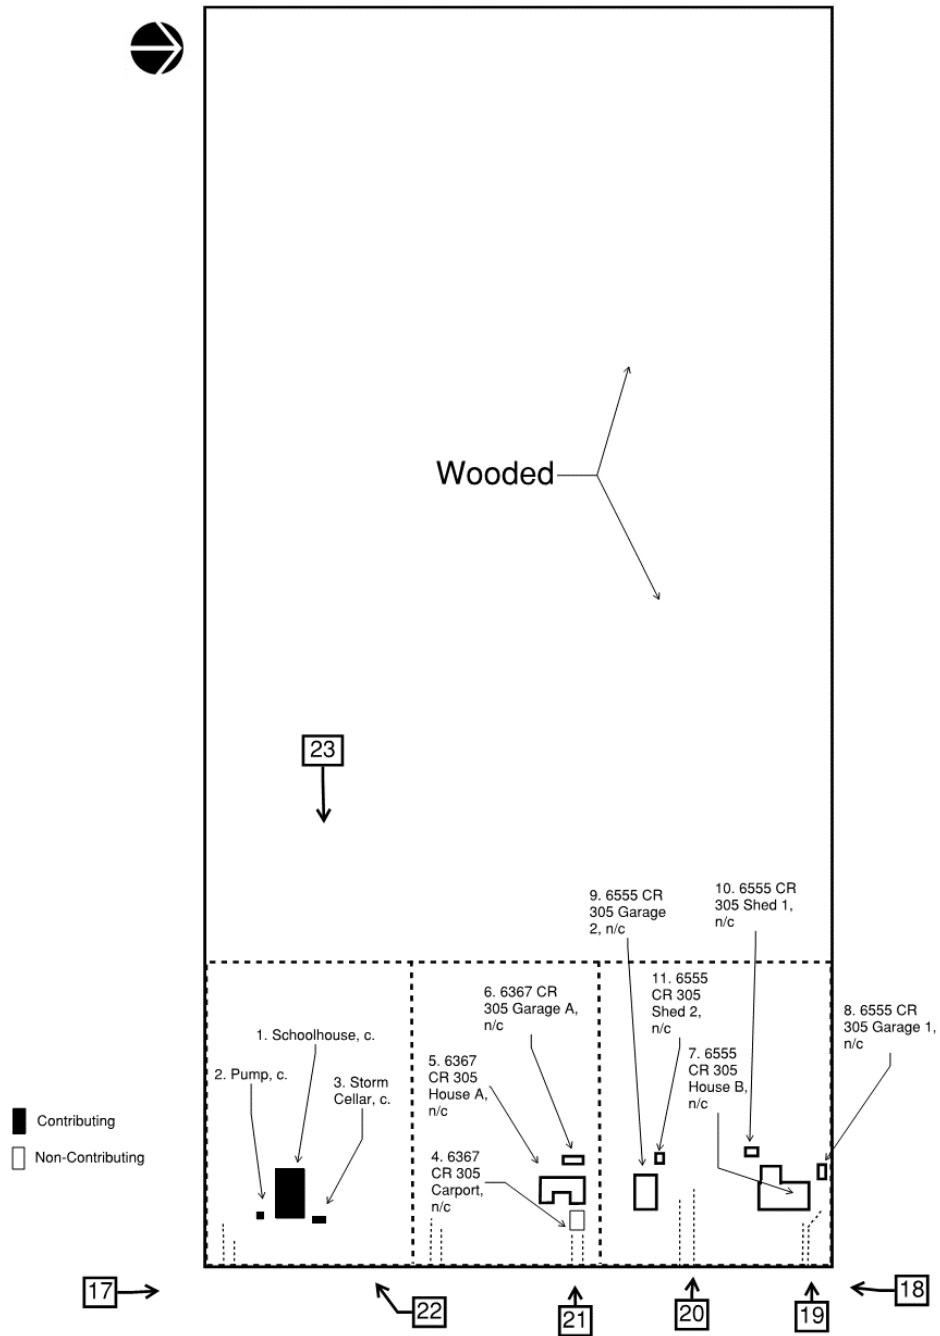 Wooded
23
9. 6555 CR
305 Garage
2, n/c
10. 6555 CR
305 Shed 1,
n/c
6. 6367 CR
305 Garage A,
n/c
11. 6555
CR 305
Shed 2,
n/c
8. 6555 CR
305 Garage 1,
n/c
1. Schoolhouse, c.
2. Pump, c.
3. Storm
Cellar, c.
5. 6367
CR 305
House A,
n/c
7. 6555
CR 305
House B,
n/c
Contributing
Non-Contributing
4. 6367
CR 305
Carport,
n/c
17
22
21
20
19
18